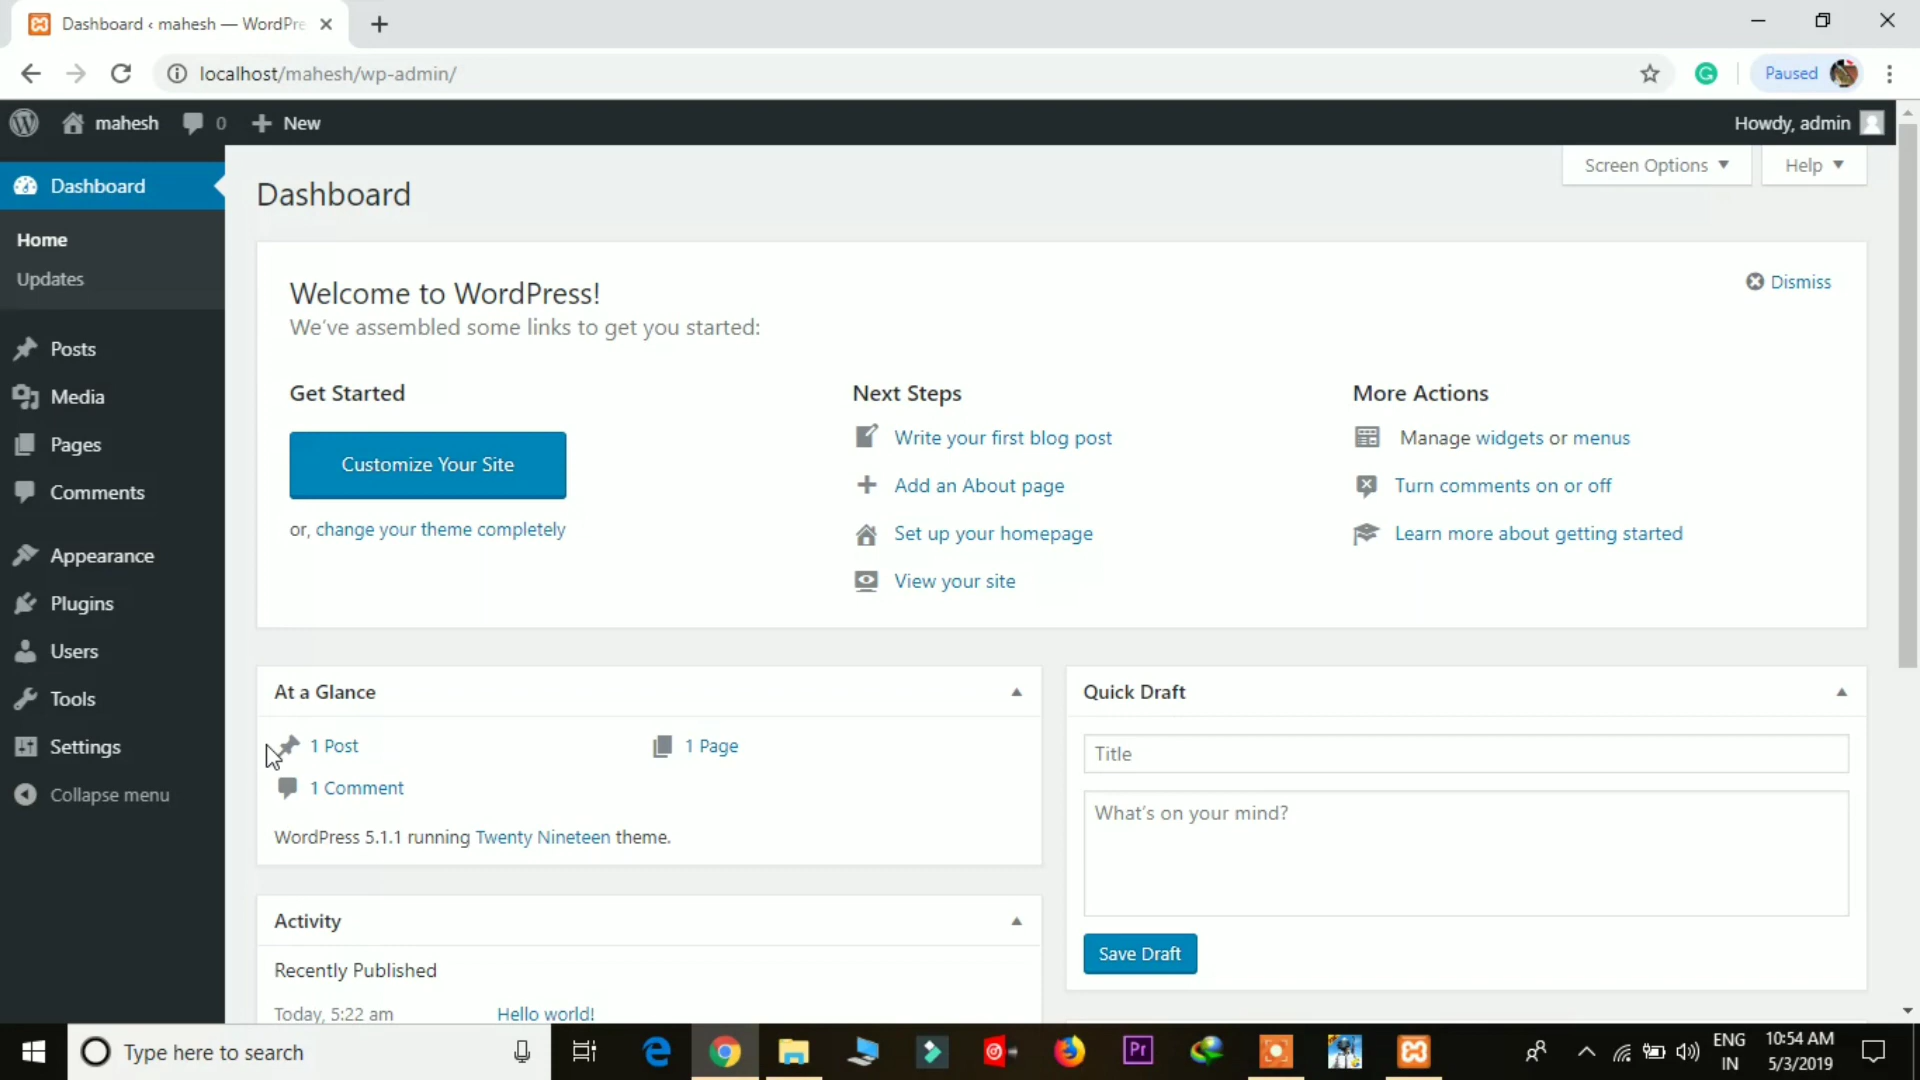 Dashboard ‹ mahesh — WordPre
localhost/mahesh/wp-admin/
Paused
mahesh
0
New
Howdy, admin
Screen Options
Help
Dashboard
Home
Updates
Posts
Media
Pages
Comments
Appearance
Plugins
Users
Tools
Settings
Collapse menu
Dashboard
Welcome to WordPress!
We've assembled some links to get you started:
Dismiss
Get Started
Customize Your Site
or, change your theme completely
Next Steps
Write your first blog post
Add an About page
Set up your homepage
View your site
More Actions
Manage widgets or menus
Turn comments on or off
Learn more about getting started
At a Glance
1 Post
1 Page
1 Comment
WordPress 5.1.1 running Twenty Nineteen theme.
Activity
Recently Published
Today, 5:22 am
Hello world!
Quick Draft
Title
What's on your mind?
Save Draft
Type here to search
Pr
ENG
IN
10:54 AM
5/3/2019